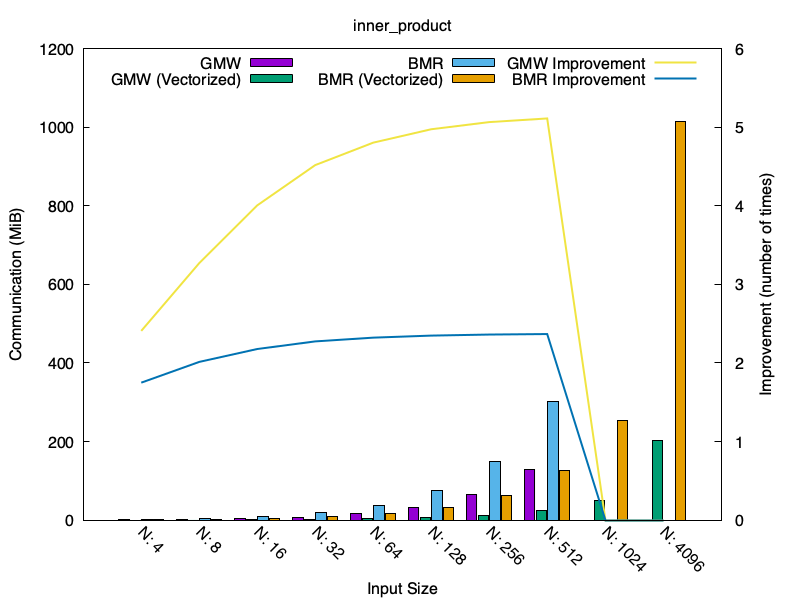 inner_product
GMW
GMW (Vectorized)
BMR
BMR (Vectorized)
GMW Improvement
BMR Improvement
Communication (MiB)
1200
1000
800
600
400
200
0
6
5
4
3
2
1
0
Improvement (number of times)
N: 4
N: 8
N: 16
N: 32
N: 64
N: 128
N: 256
N: 512
N: 1024
N: 4096
Input Size